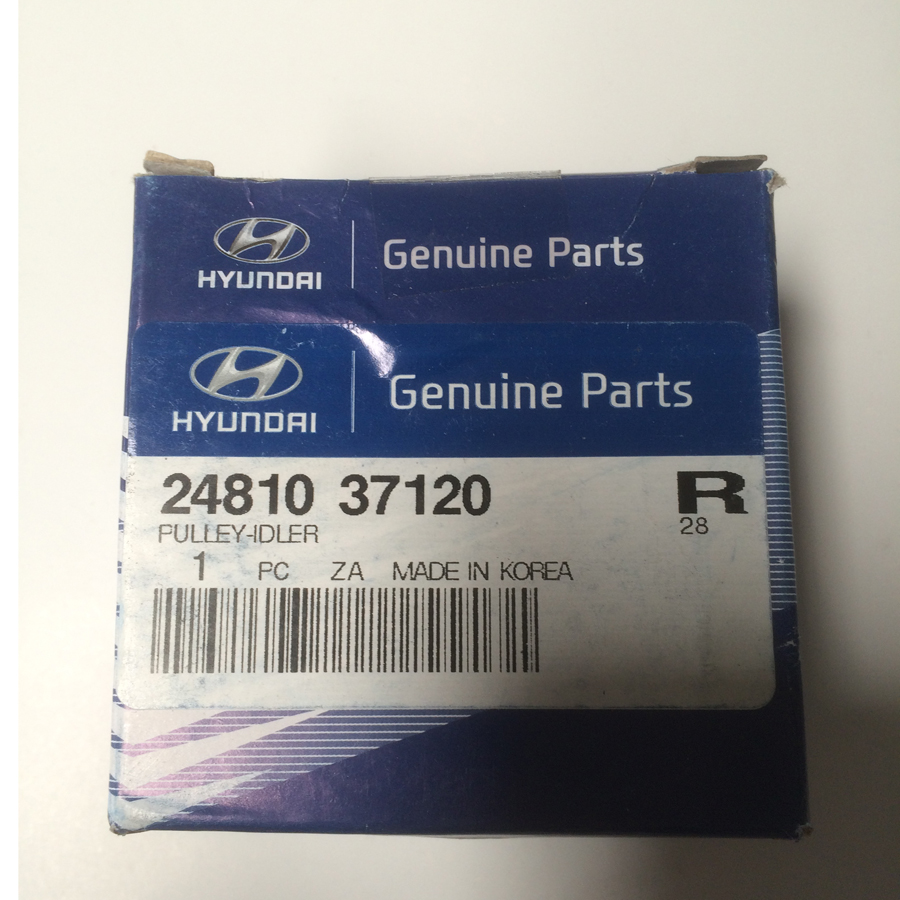 HYUNDAI Genuine Parts
HYUNDAI Genuine Parts
24810 37120 R
PULLEY-IDLER 28
1 PC ZA MADE IN KOREA